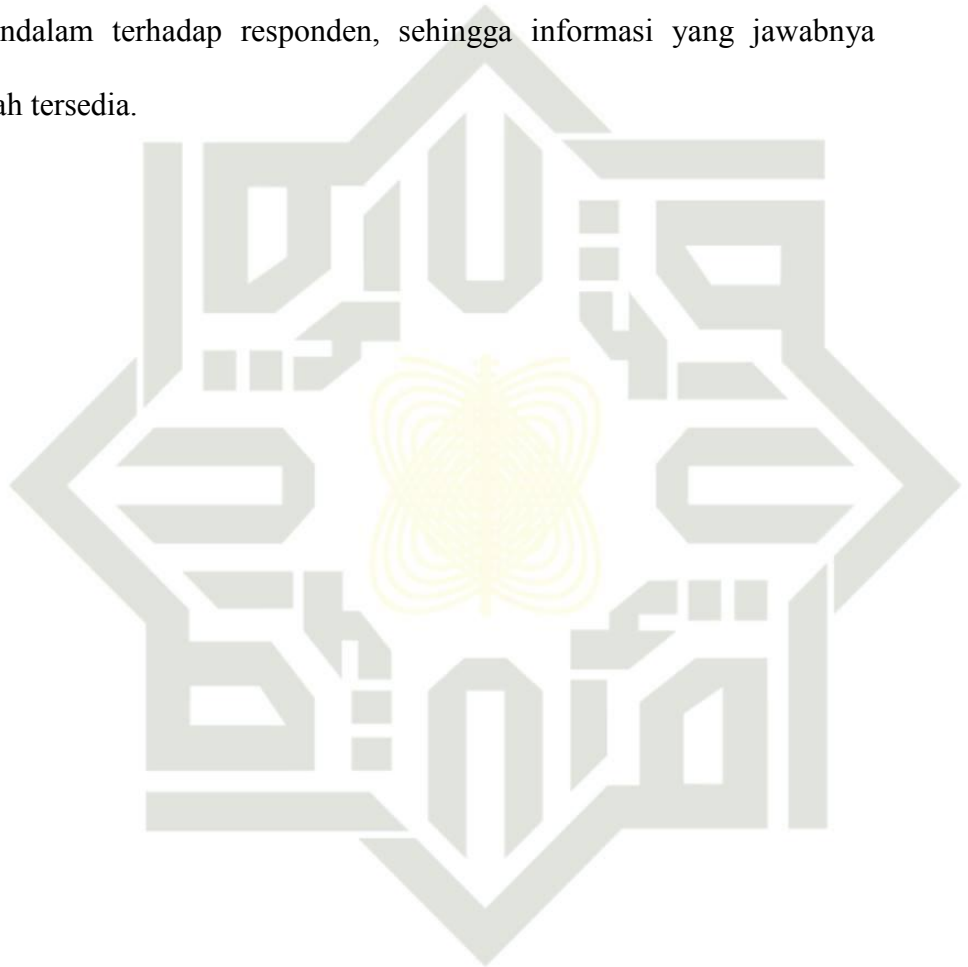 ndalam terhadap responden, sehingga informasi yang jawabnya
ah tersedia.